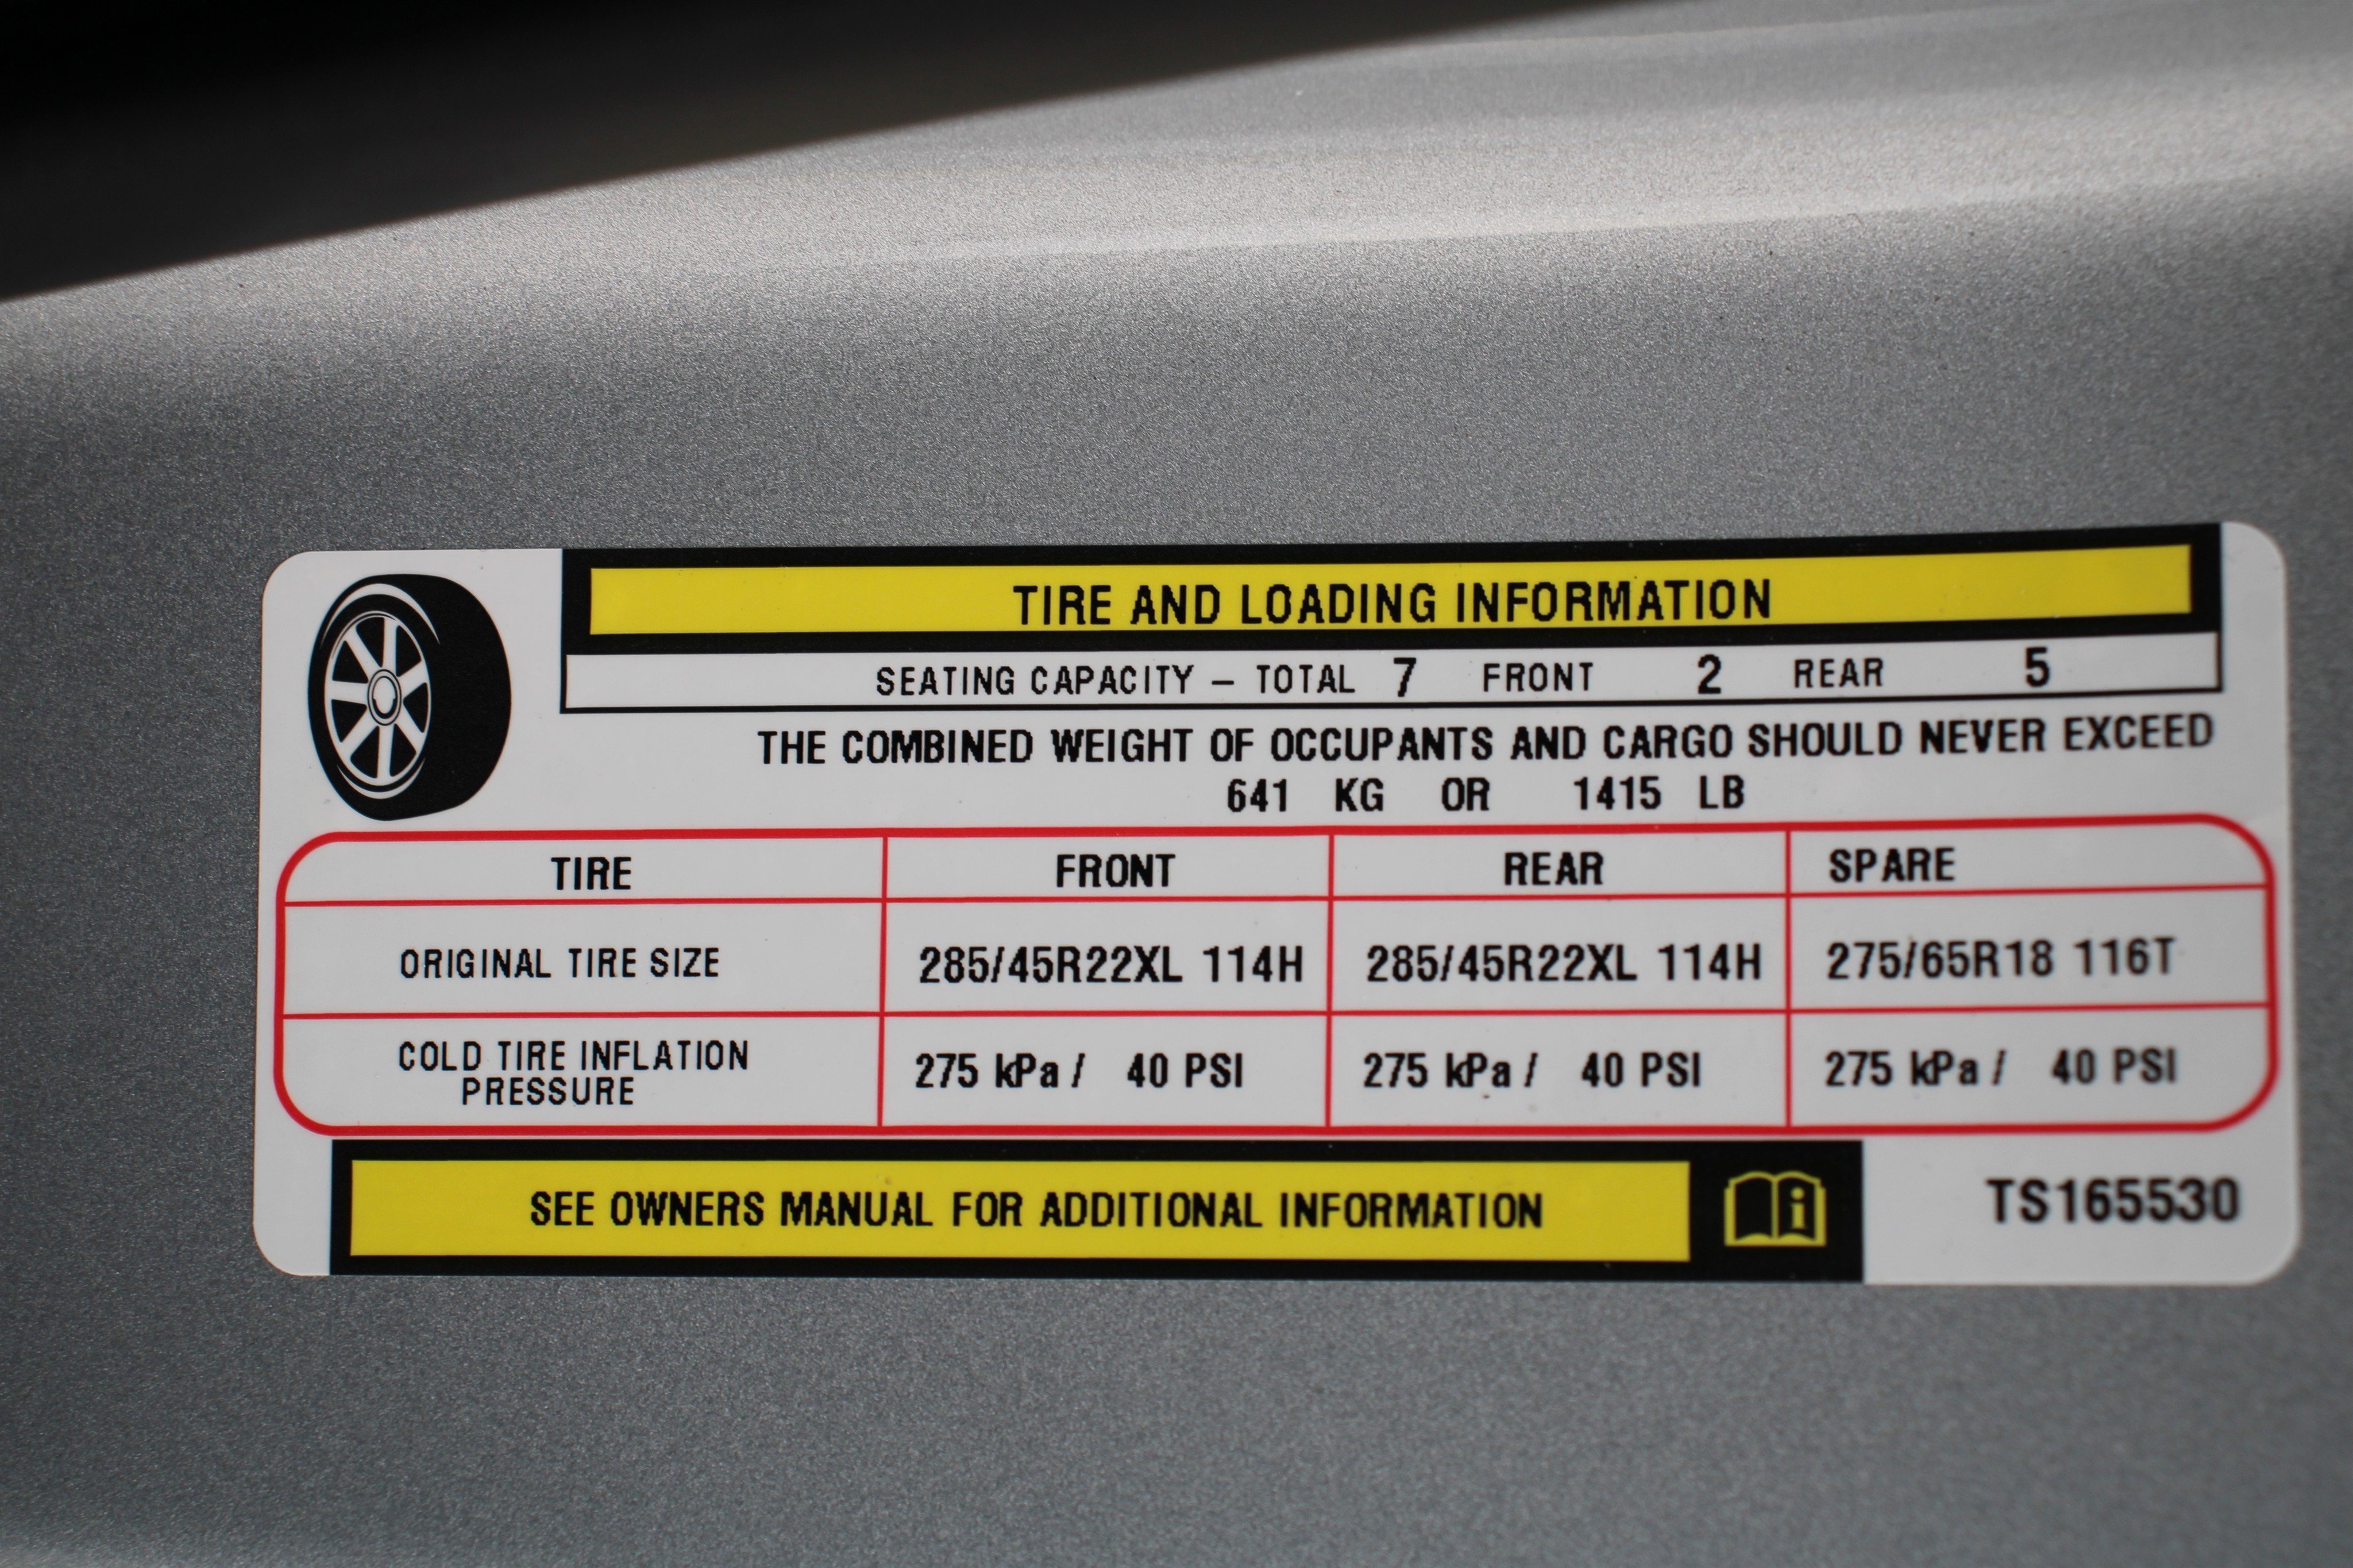 TIRE AND LOADING INFORMATION
SEATING CAPACITY – TOTAL 7 FRONT 2 REAR 5
THE COMBINED WEIGHT OF OCCUPANTS AND CARGO SHOULD NEVER EXCEED
641 KG OR 1415 LB
TIRE FRONT REAR SPARE
ORIGINAL TIRE SIZE 285/45R22XL 114H 285/45R22XL 114H 275/65R18 116T
COLD TIRE INFLATION
PRESSURE 275 kPa / 40 PSI 275 kPa / 40 PSI 275 kPa / 40 PSI
SEE OWNERS MANUAL FOR ADDITIONAL INFORMATION i TS165530